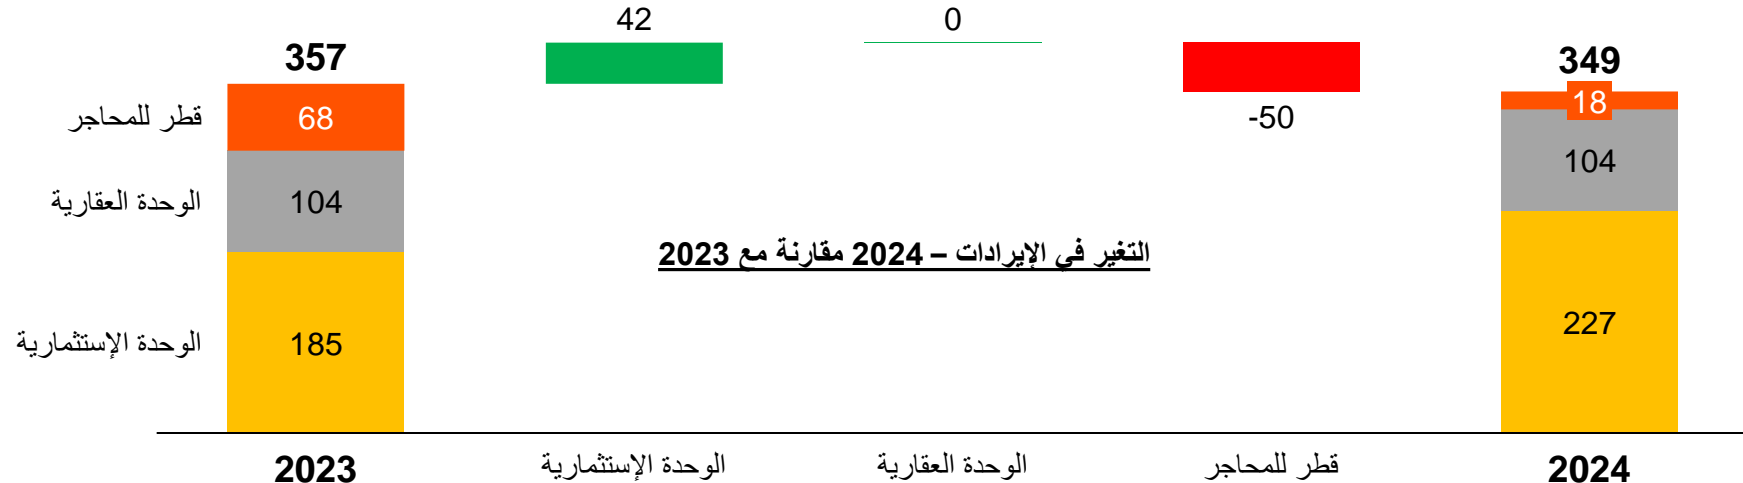 42
0
357
349
قطر للمحاجر
68
-50
18
الوحدة العقارية
104
104
التغير في الإيرادات – 2024 مقارنة مع 2023
الوحدة الإستثمارية
185
227
2023
الوحدة الإستثمارية
الوحدة العقارية
قطر للمحاجر
2024